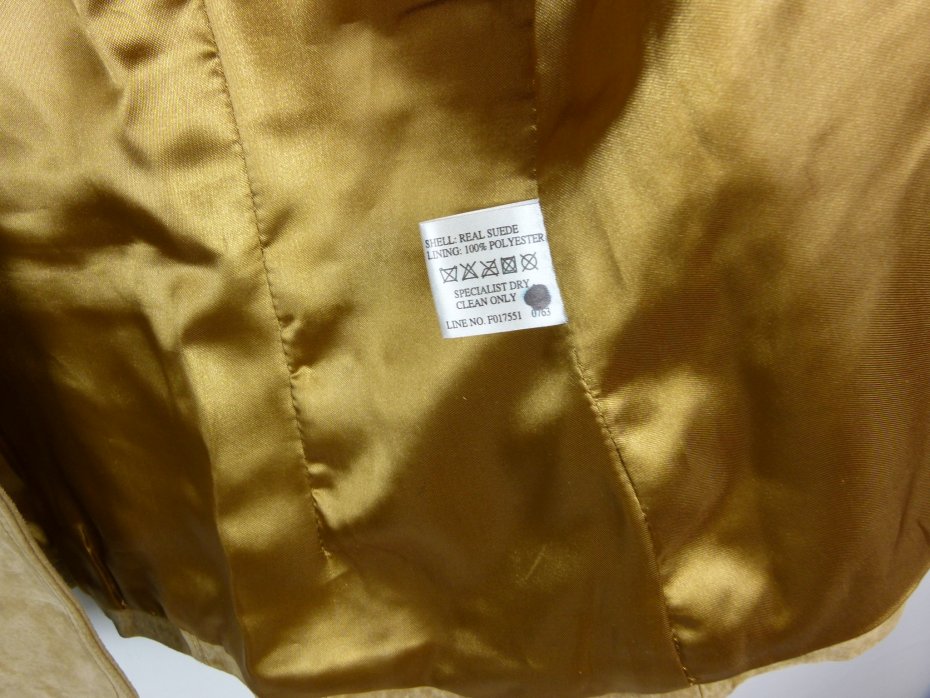 SHELL: REAL SUEDE
LINING: 100% POLYESTER
SPECIALIST DRY
CLEAN ONLY
LINE NO. F017551 0763